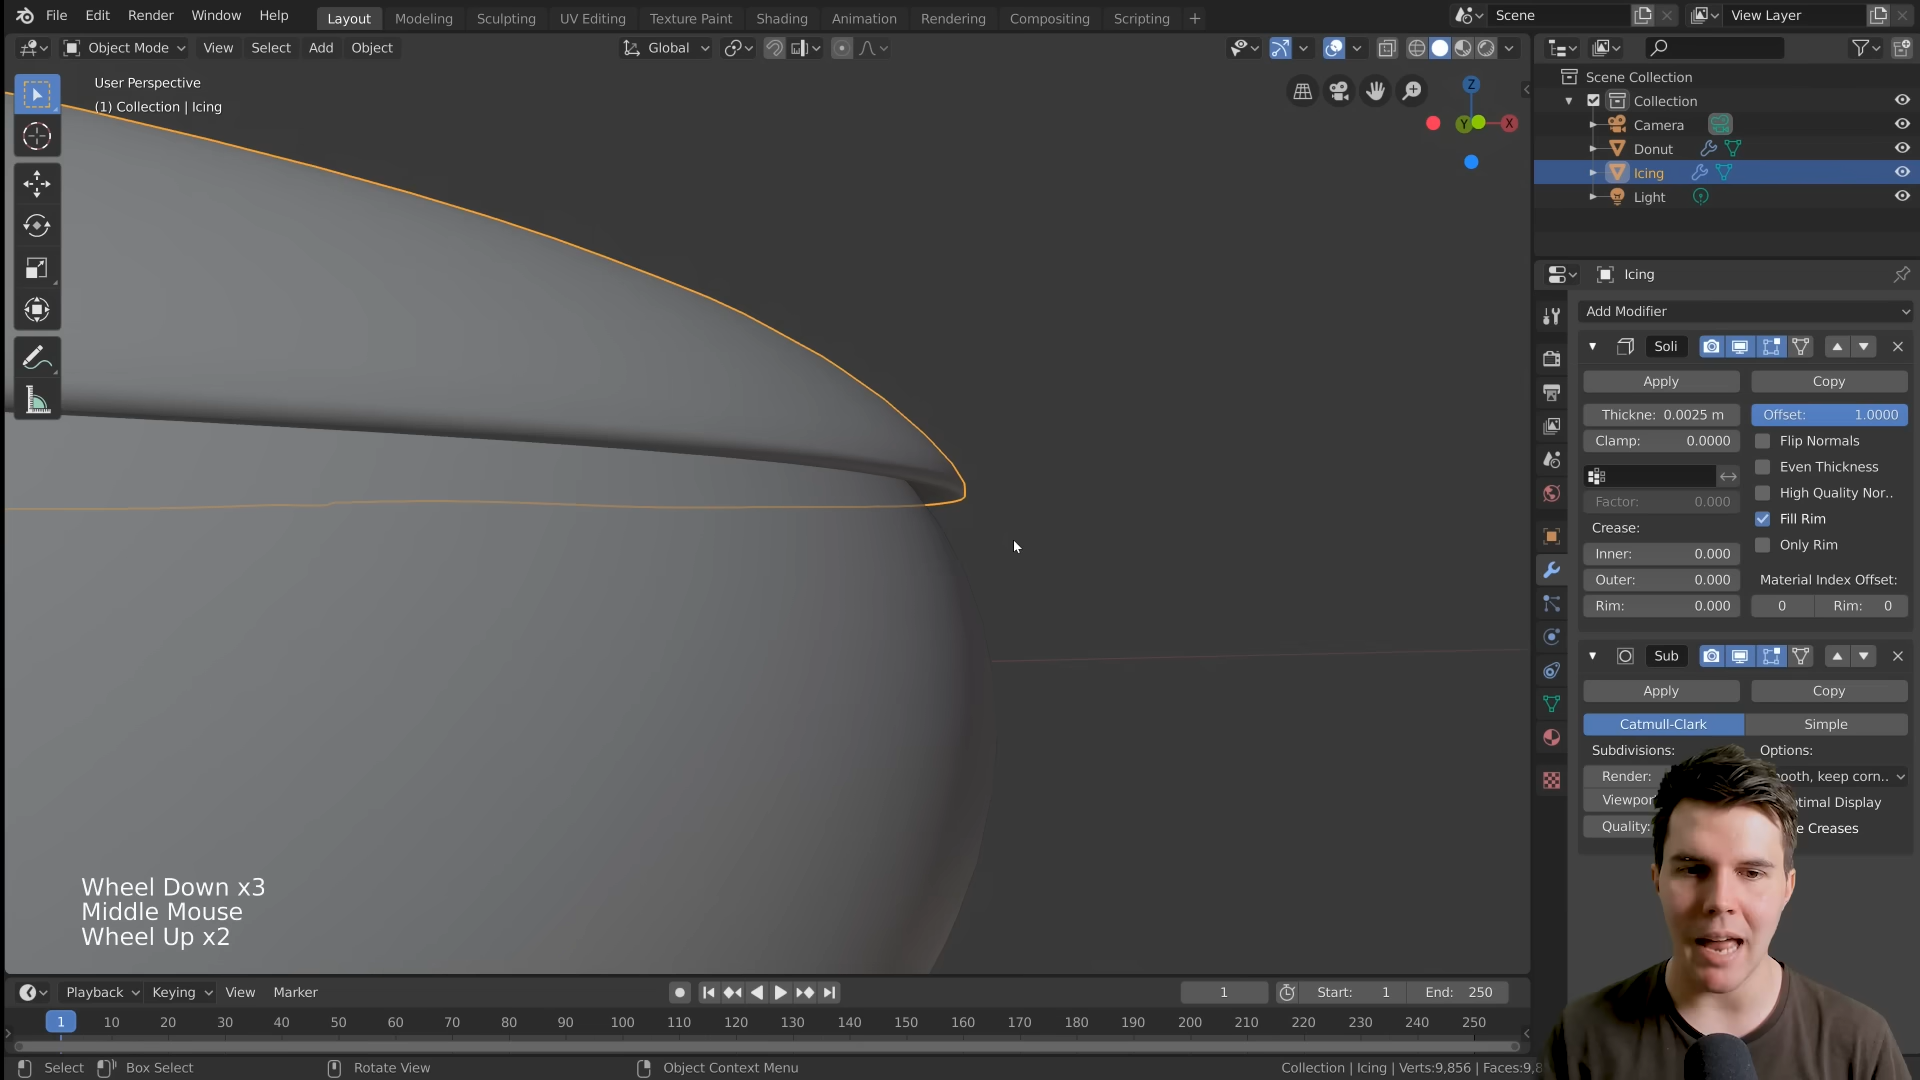 File Edit Render Window Help
Layout Modeling Sculpting UV Editing Texture Paint Shading Animation Rendering Compositing Scripting +
Scene
View Layer
Object Mode View Select Add Object
Global
User Perspective
(1) Collection | Icing
Z
Y
X
Scene Collection
Collection
Camera
Donut
Icing
Light
Icing
Add Modifier
Soli
Apply Copy
Thickne: 0.0025 m Offset: 1.0000
Clamp: 0.0000 Flip Normals
Even Thickness
Factor: 0.000 High Quality Nor..
Crease: Fill Rim
Inner: 0.000 Only Rim
Outer: 0.000 Material Index Offset:
Rim: 0.000 0 Rim: 0
Sub
Apply Copy
Catmull-Clark Simple
Subdivisions: Options:
Render: ooth, keep corn..
Viewpor timal Display
Quality: e Creases
Wheel Down x3
Middle Mouse
Wheel Up x2
Playback Keying View Marker
1 Start: 1 End: 250
1 10 20 30 40 50 60 70 80 90 100 110 120 130 140 150 160 170 180 190 200 210 220 230 240 250
Select Box Select Rotate View Object Context Menu Collection | Icing | Verts:9,856 | Faces:9,8